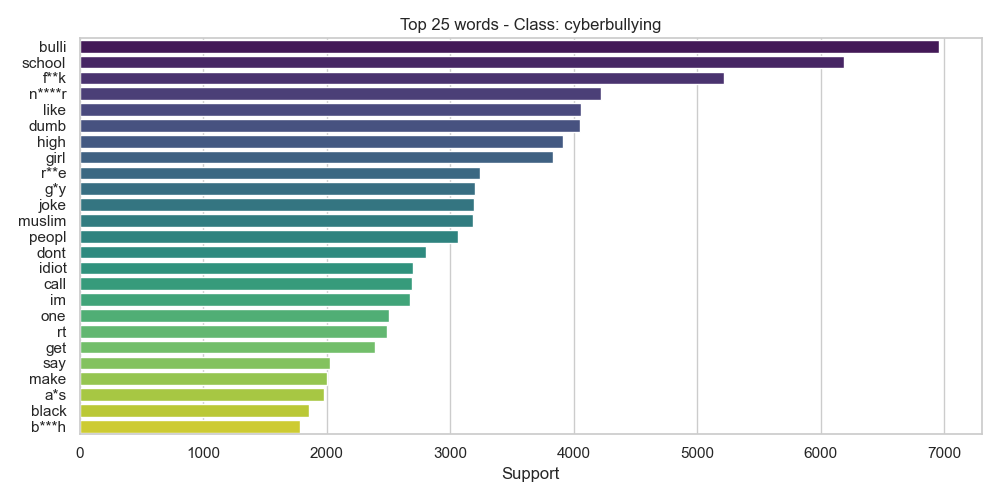 Top 25 words - Class: cyberbullying
bulli
school
f**k
n****r
like
dumb
high
girl
r**e
g*y
joke
muslim
peopl
dont
idiot
call
im
one
rt
get
say
make
a*s
black
b***h
0 1000 2000 3000 4000 5000 6000 7000
Support